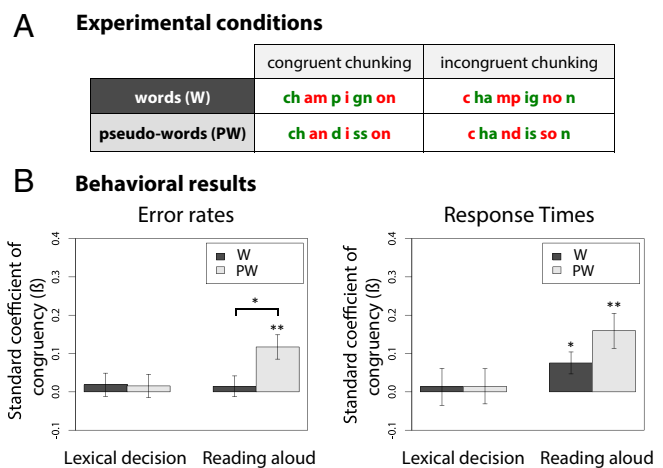 A Experimental conditions
congruent chunking incongruent chunking
words (W) ch am p i gn on c ha mp ig no n
pseudo-words (PW) ch an d i ss on c ha nd is so n
B Behavioral results
Error rates
Standard coefficient of
congruency (ß)
0.4
0.3
0.2
0.1
0.0
-0.1
W
PW
*
**
Lexical decision Reading aloud
Response Times
Standard coefficient of
congruency (ß)
0.4
0.3
0.2
0.1
0.0
-0.1
W
PW
*
**
Lexical decision Reading aloud